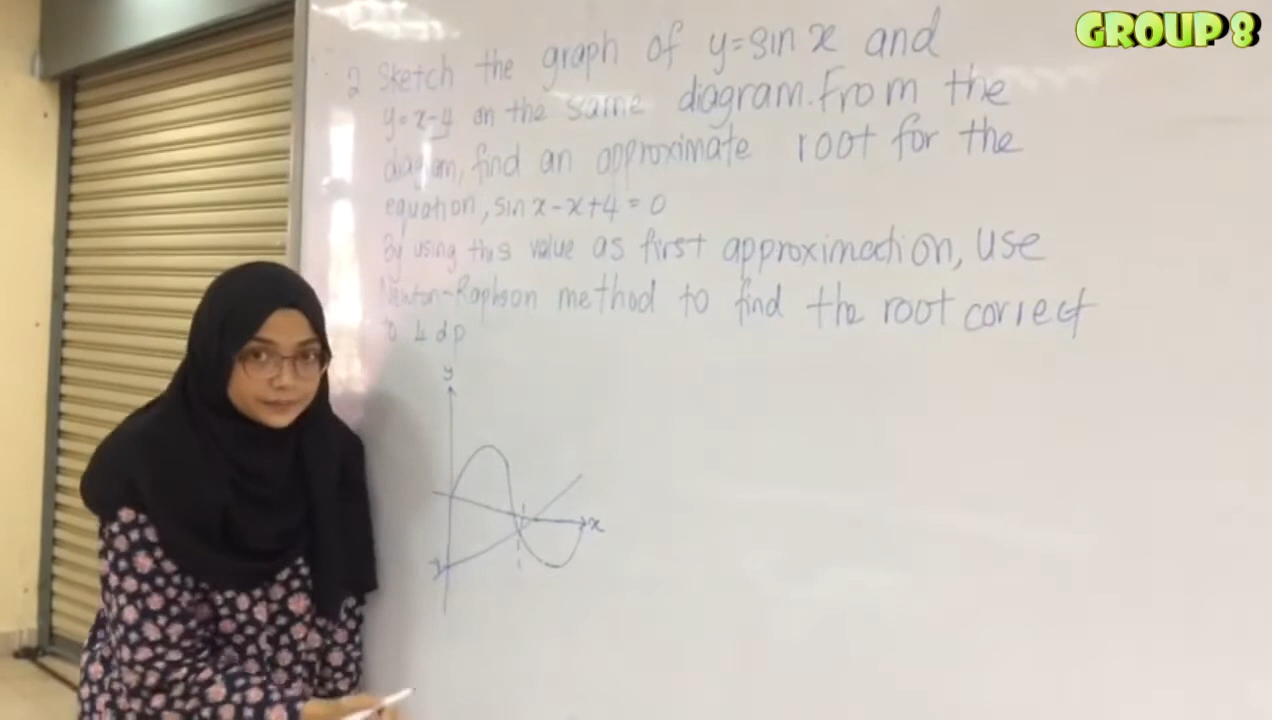 GROUP 8
2 Sketch the graph of y=sin x and
y=x-4 on the same diagram. From the
diagram, find an approximate root for the
equation, sin x - x + 4 = 0
By using this value as first approximation, use
Newton-Raphson method to find the root correct
to 4 dp
y
x